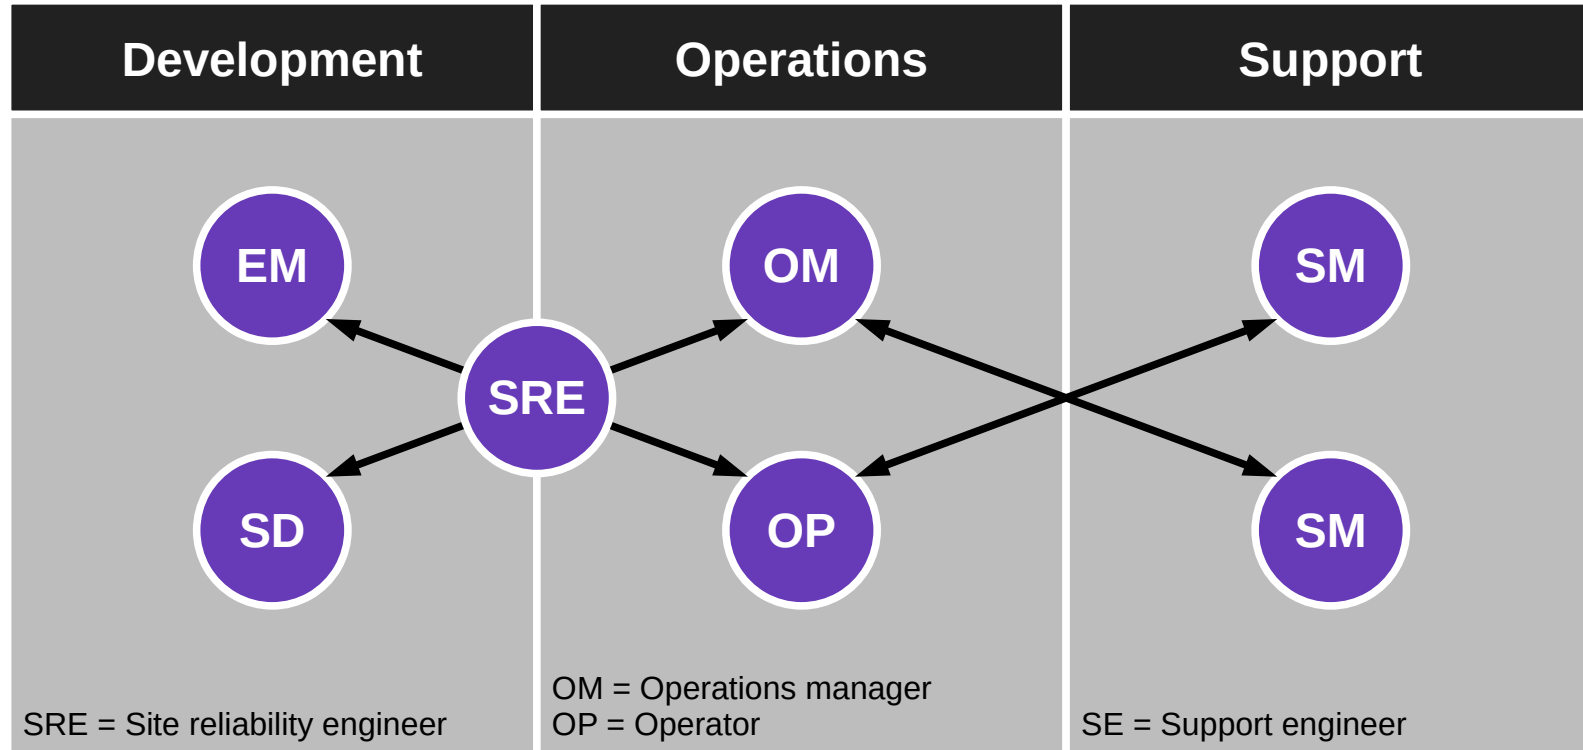 Development
Operations
Support
EM
OM
SM
SRE
SD
OP
SM
SRE = Site reliability engineer
OM = Operations manager
OP = Operator
SE = Support engineer